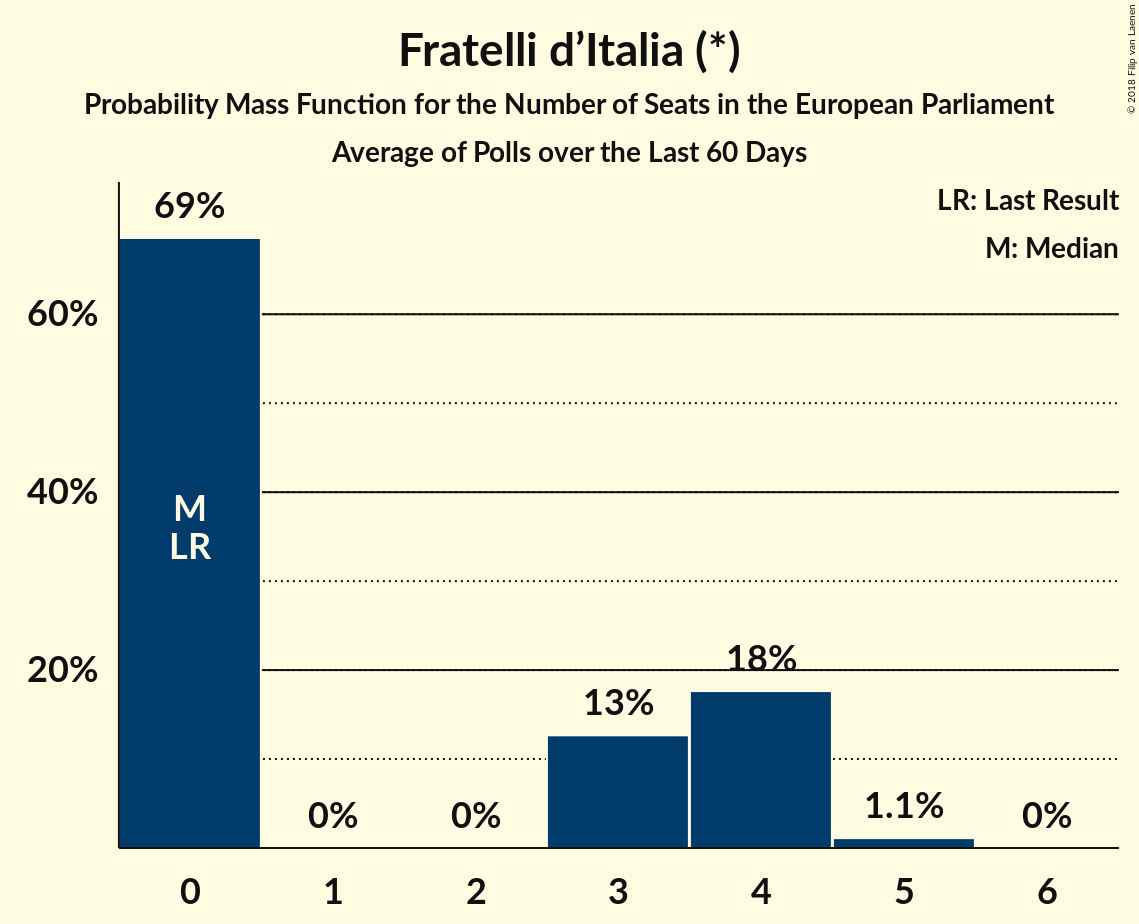 Fratelli d’Italia (*)
Probability Mass Function for the Number of Seats in the European Parliament
Average of Polls over the Last 60 Days
© 2018 Filip van Laenen
LR: Last Result
M: Median
69%
60%
40%
20%
M
LR
0%
0%
13%
18%
1.1%
0%
0 1 2 3 4 5 6